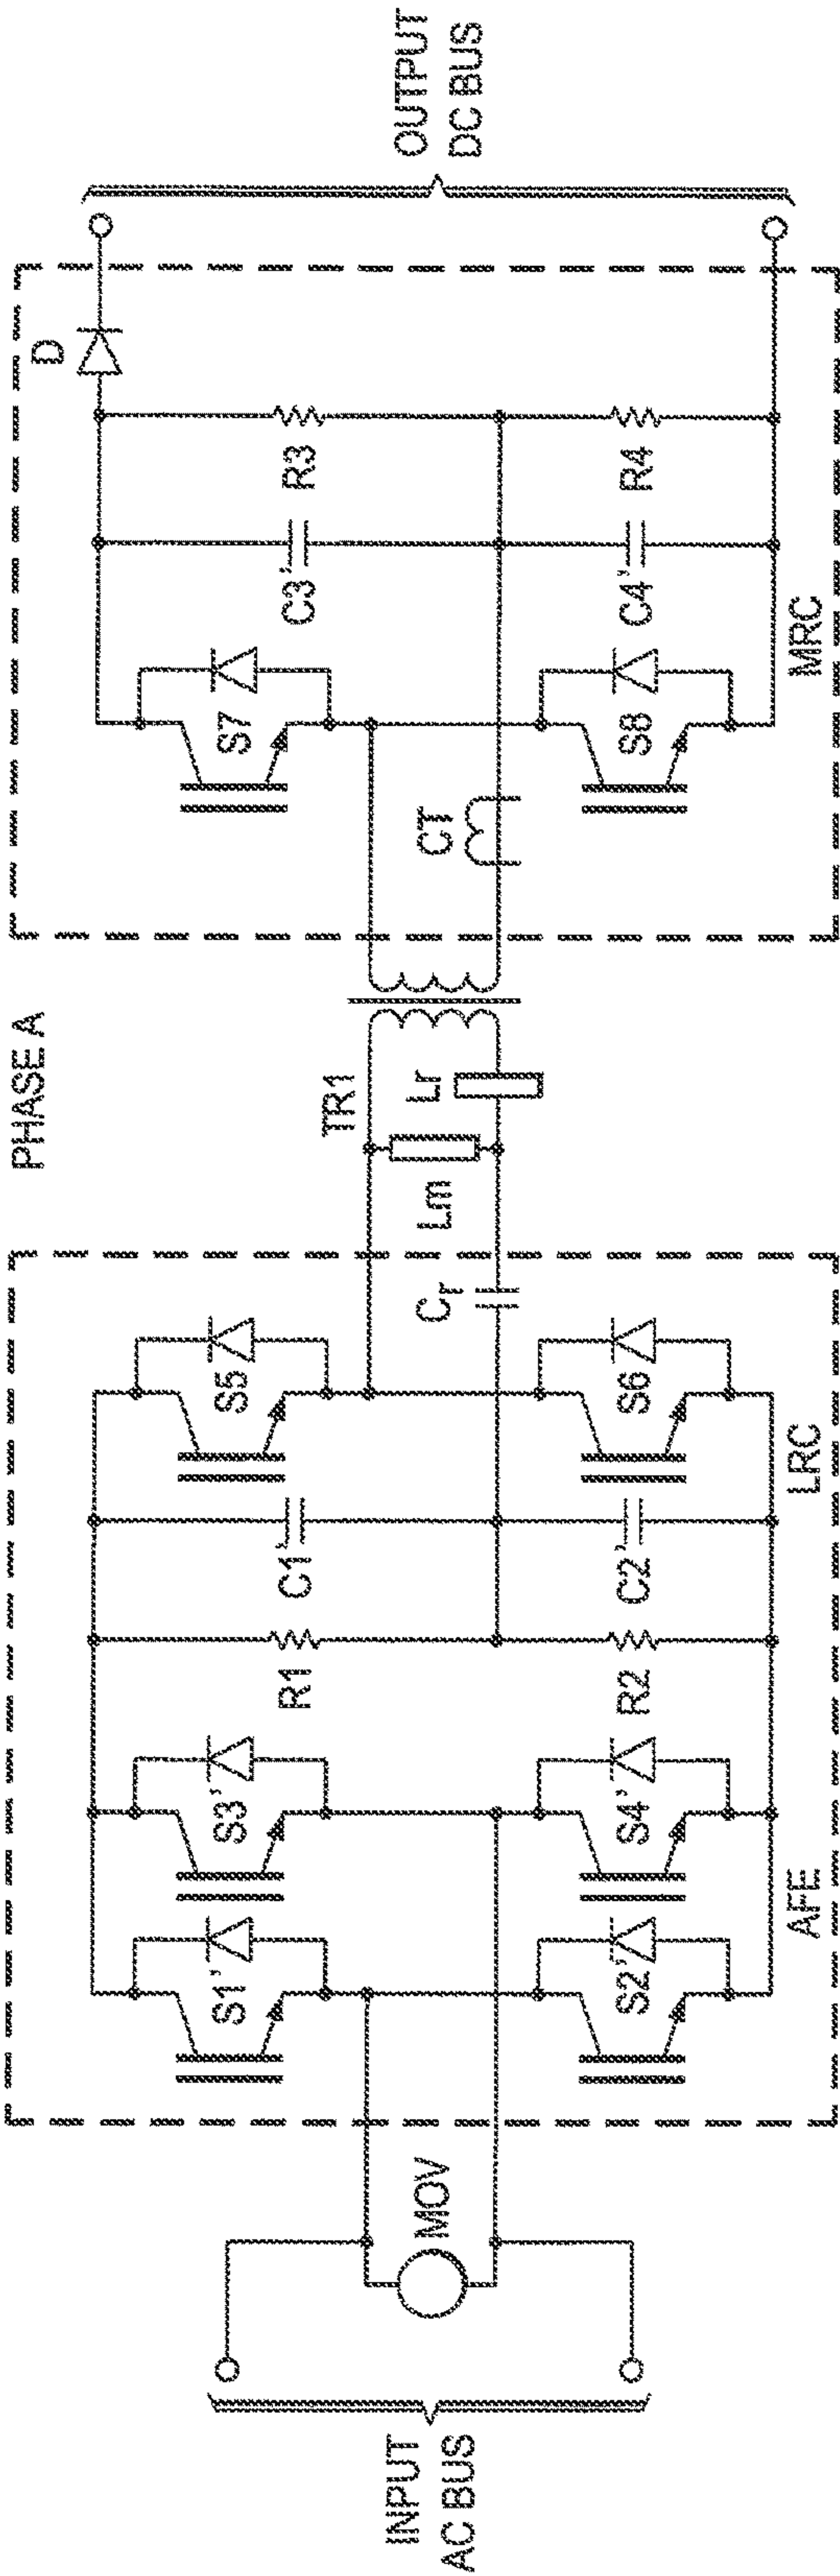 PHASE A
INPUT
AC BUS
MOV
S1'
S2'
S3'
S4'
AFE
R1
R2
C1'
C2'
S5
S6
LRC
Cr
Lm
Lr
TR1
CT
S7
S8
C3'
C4'
MRC
R3
R4
D
OUTPUT
DC BUS